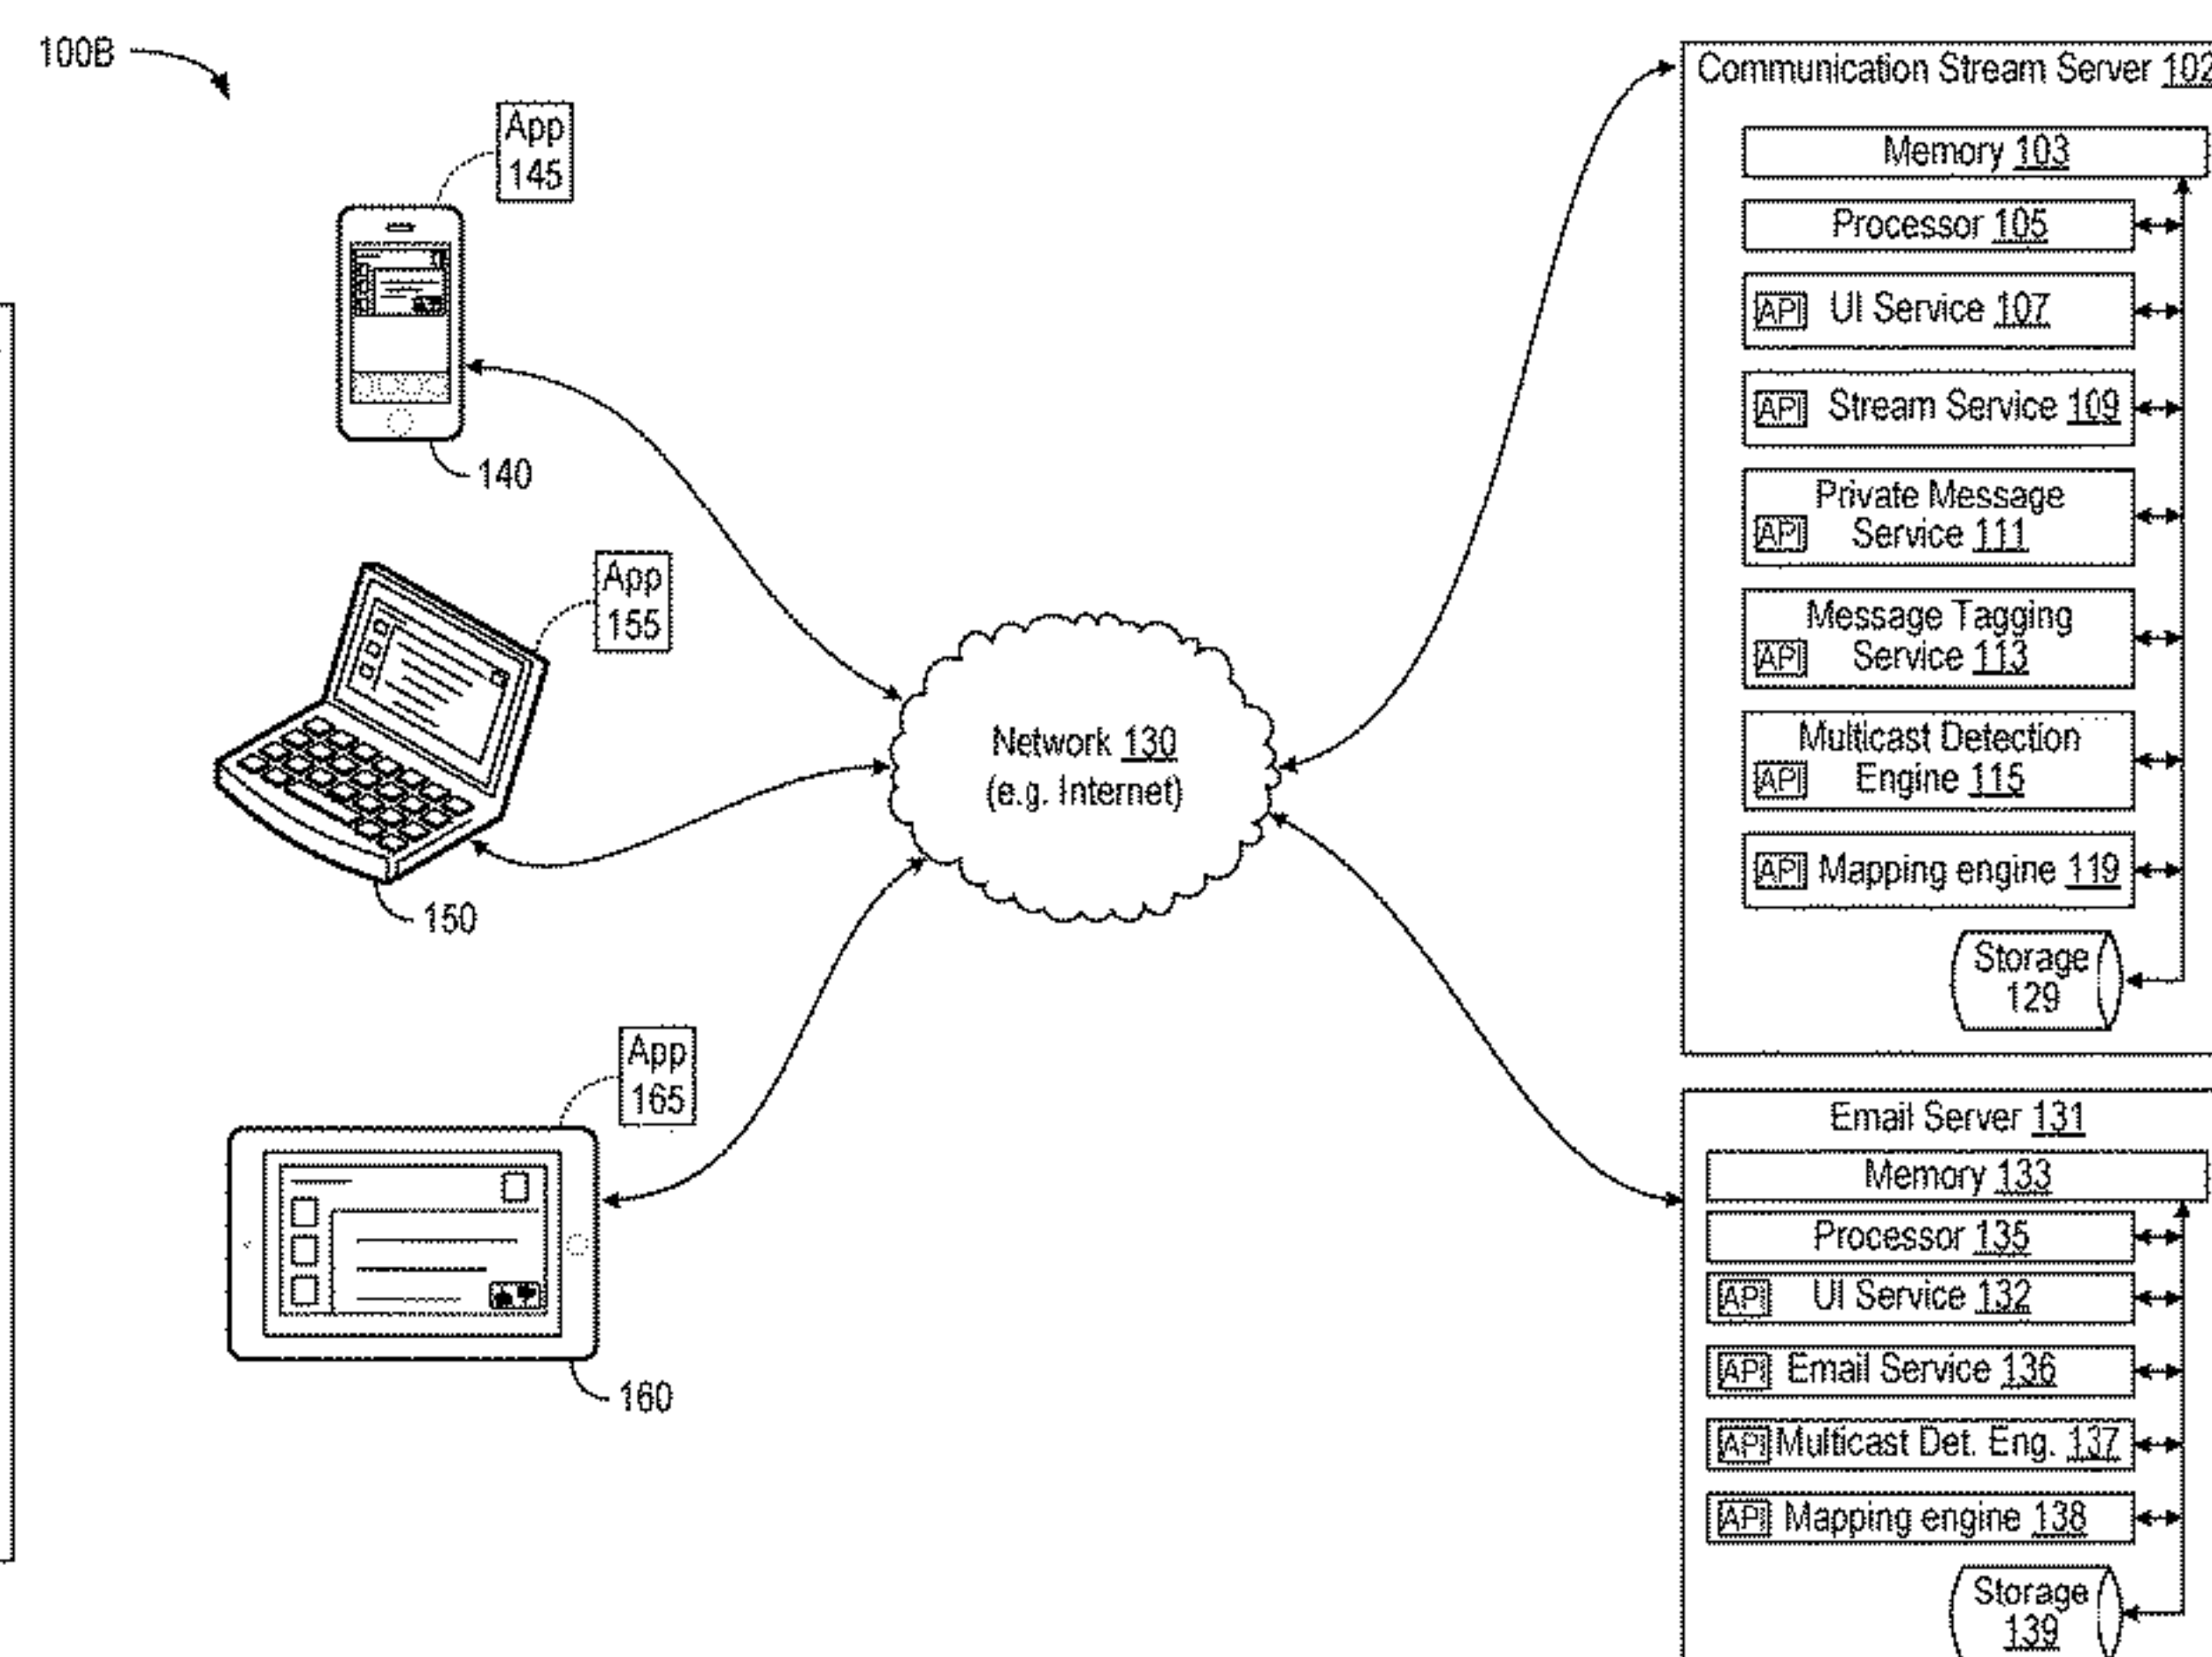 100B
App
145
140
App
155
150
App
165
160
Network 130
(e.g. Internet)
Communication Stream Server 102
Memory 103
Processor 105
API UI Service 107
API Stream Service 109
Private Message
API Service 111
Message Tagging
API Service 113
Multicast Detection
API Engine 115
API Mapping engine 119
Storage
129
Email Server 131
Memory 133
Processor 135
API UI Service 132
API Email Service 136
API Multicast Det. Eng. 137
API Mapping engine 138
Storage
139